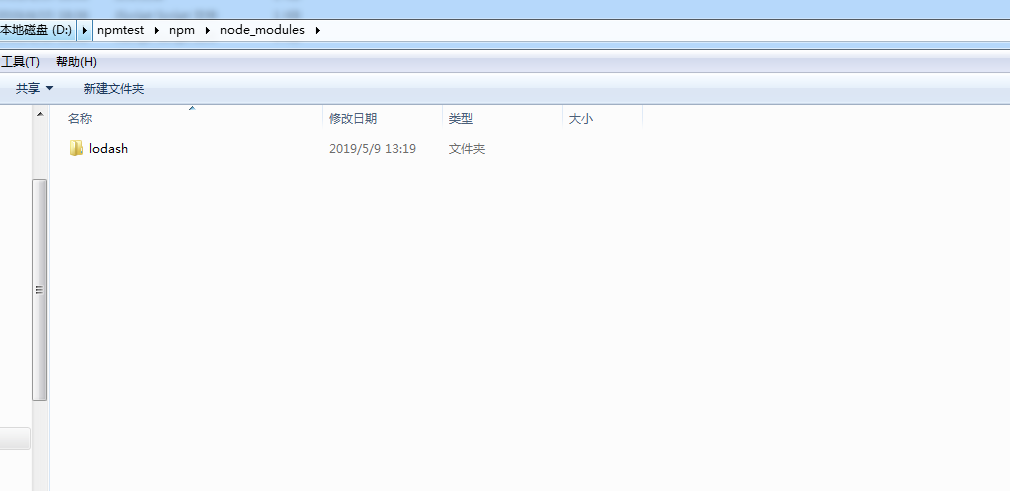 本地磁盘 (D:) npmtest npm node_modules
工具(T) 帮助(H)
共享 新建文件夹
名称 修改日期 类型 大小
lodash 2019/5/9 13:19 文件夹